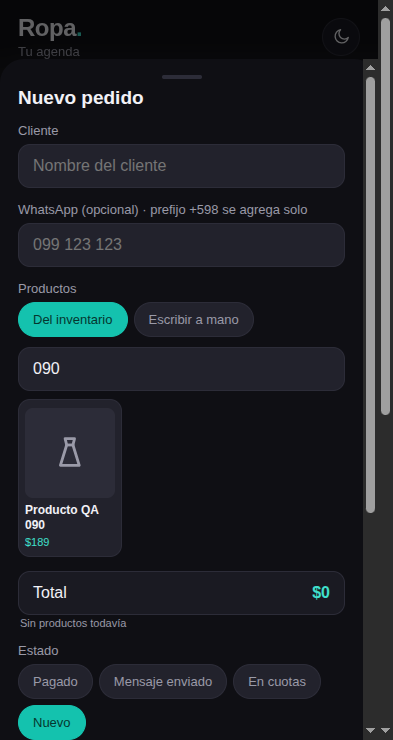 Ropa.
Tu agenda
Nuevo pedido
Cliente
Nombre del cliente
WhatsApp (opcional) · prefijo +598 se agrega solo
099 123 123
Productos
Del inventario
Escribir a mano
090
Producto QA
090
$189
Total $0
Sin productos todavía
Estado
Pagado
Mensaje enviado
En cuotas
Nuevo